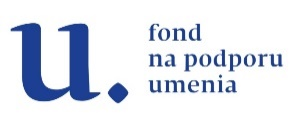 u.
fond
na podporu
umenia